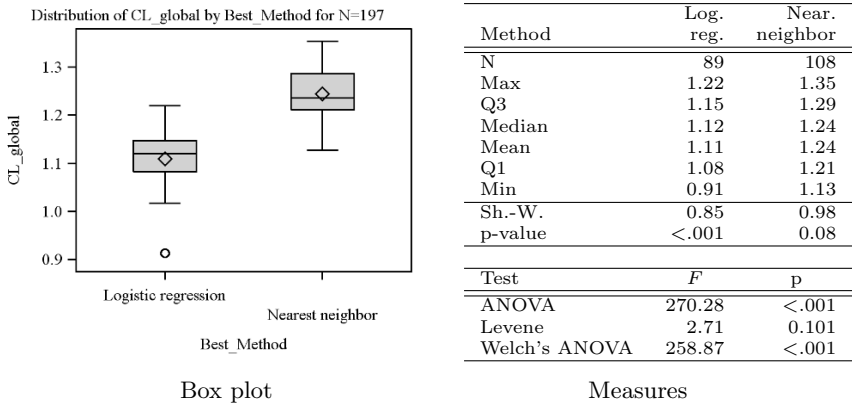 Distribution of CL_global by Best_Method for N=197
1.3
1.2
1.1
1.0
0.9
CL_global
Logistic regression
Nearest neighbor
Best_Method
Box plot
Log. Near.
Method reg. neighbor
N 89 108
Max 1.22 1.35
Q3 1.15 1.29
Median 1.12 1.24
Mean 1.11 1.24
Q1 1.08 1.21
Min 0.91 1.13
Sh.-W. 0.85 0.98
p-value <.001 0.08
Test F p
ANOVA 270.28 <.001
Levene 2.71 0.101
Welch's ANOVA 258.87 <.001
Measures